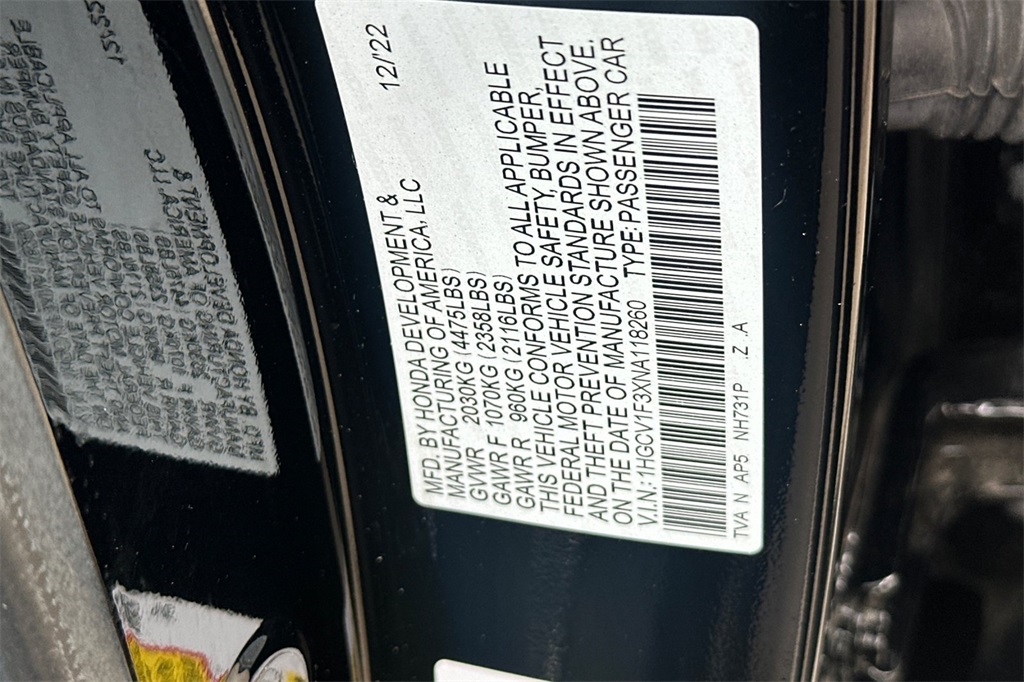 MFD. BY HONDA DEVELOPMENT & 12/'22
MANUFACTURING OF AMERICA, LLC
GVWR 2030KG (4475LBS)
GAWR F 1070KG (2358LBS)
GAWR R 960KG (2116LBS)
THIS VEHICLE CONFORMS TO ALL APPLICABLE
FEDERAL MOTOR VEHICLE SAFETY, BUMPER,
AND THEFT PREVENTION STANDARDS IN EFFECT
ON THE DATE OF MANUFACTURE SHOWN ABOVE.
V.I.N.: 1HGCV1F3XNA118260 TYPE: PASSENGER CAR
TVA N AP5 NH731P Z .A